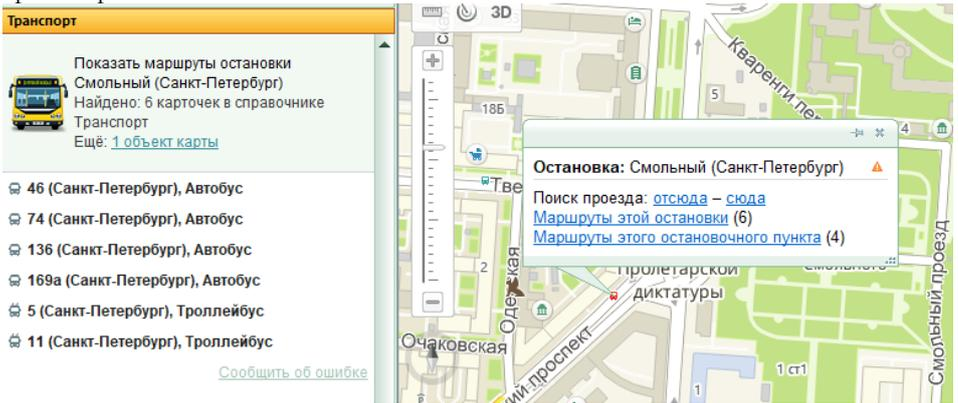 Транспорт
Показать маршруты остановки
Смольный (Санкт-Петербург)
Найдено: 6 карточек в справочнике
Транспорт
Ещё: 1 объект карты
46 (Санкт-Петербург), Автобус
74 (Санкт-Петербург), Автобус
136 (Санкт-Петербург), Автобус
169а (Санкт-Петербург), Автобус
5 (Санкт-Петербург), Троллейбус
11 (Санкт-Петербург), Троллейбус
Сообщить об ошибке
3D
Кваренги пер
5
18Б
4
Остановка: Смольный (Санкт-Петербург)
Поиск проезда: отсюда – сюда
Маршруты этой остановки (6)
Маршруты этого остановочного пункта (4)
Тве
2
Пролетарской
диктатуры
Смольного
Одесская
Очаковская
кий проспект
Смольный проезд
1 ст1
1